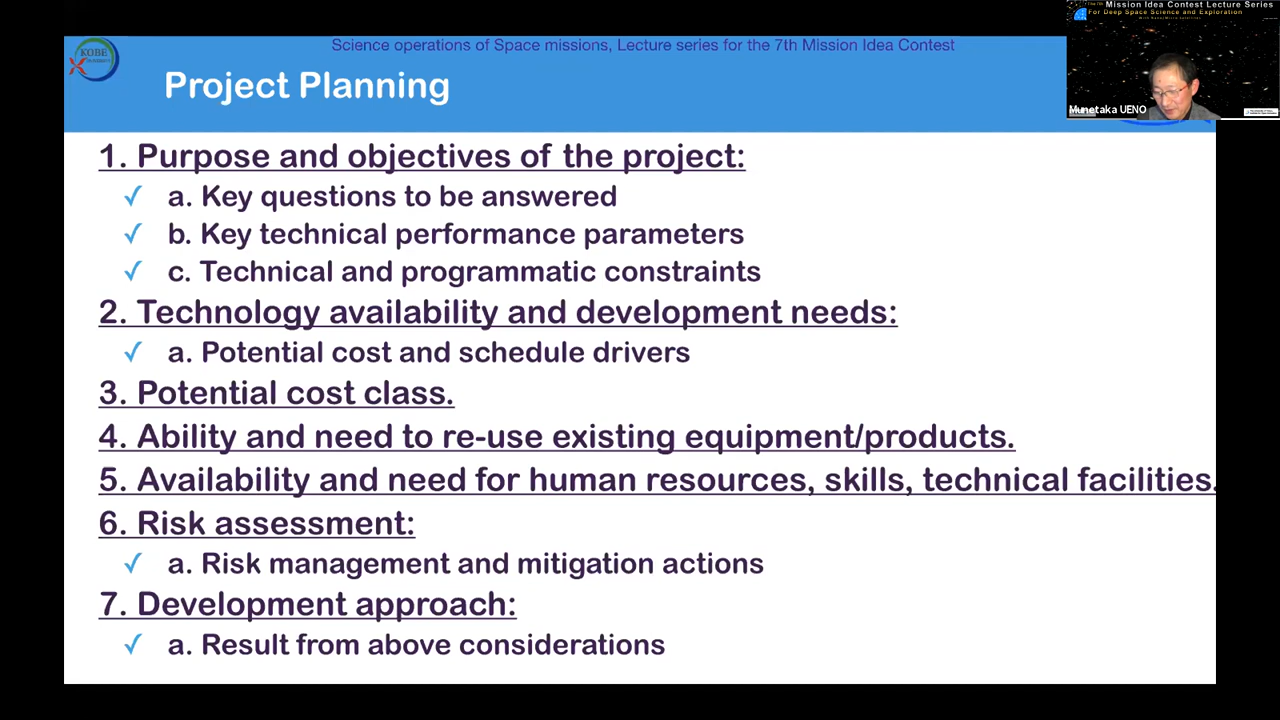 Science operations of Space missions, Lecture series for the 7th Mission Idea Contest
Mission Idea Contest Lecture Series
For Deep Space Science and Exploration
KOBE
Project Planning
Munetaka UENO
1. Purpose and objectives of the project:
✓ a. Key questions to be answered
✓ b. Key technical performance parameters
✓ c. Technical and programmatic constraints
2. Technology availability and development needs:
✓ a. Potential cost and schedule drivers
3. Potential cost class.
4. Ability and need to re-use existing equipment/products.
5. Availability and need for human resources, skills, technical facilities.
6. Risk assessment:
✓ a. Risk management and mitigation actions
7. Development approach:
✓ a. Result from above considerations